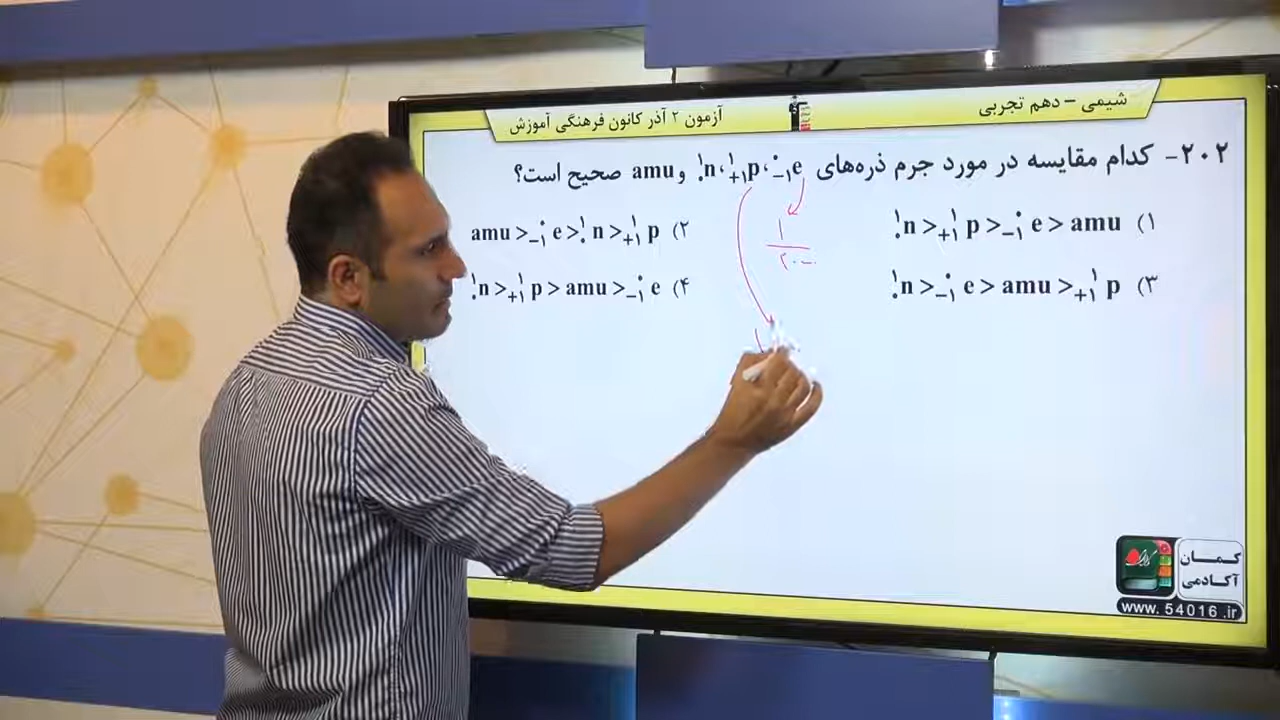 شیمی - دهم تجربی
آزمون ۲ آذر کانون فرهنگی آموزش
۲۰۲- کدام مقایسه در مورد جرم ذره‌های ⁰₋₁e، ¹₊₁p، ¹₀n و amu صحیح است؟
۱) ¹₀n > ¹₊₁p > ⁰₋₁e > amu
۲) amu > ⁰₋₁e > ¹₀n > ¹₊₁p
۳) ¹₀n > ⁰₋₁e > amu > ¹₊₁p
۴) ¹₀n > ¹₊₁p > amu > ⁰₋₁e
۱
۲۰۰۰
کمان
آکادمی
www.54016.ir